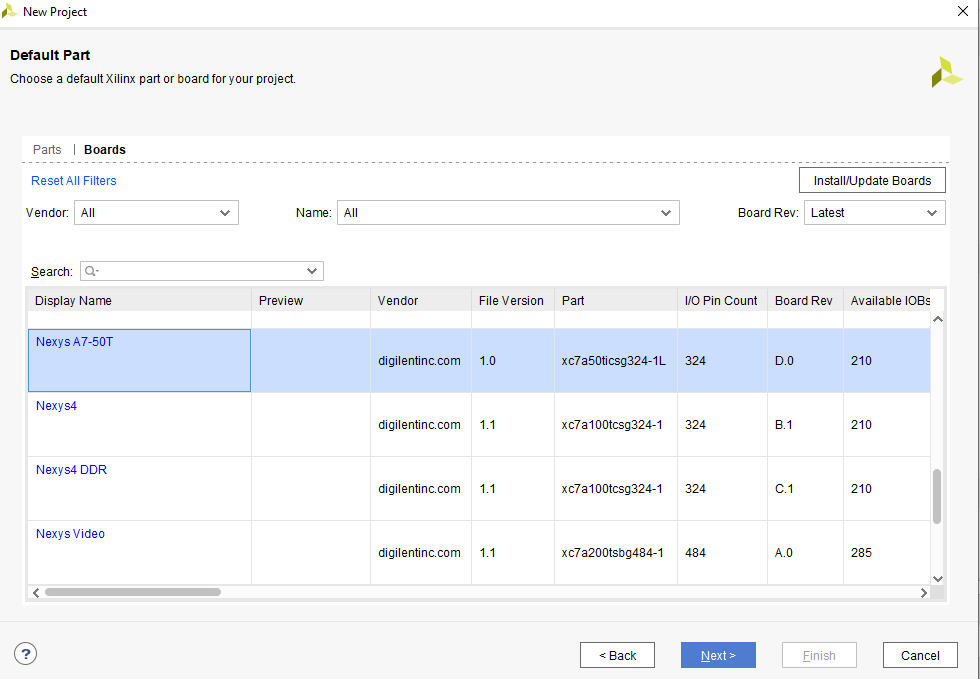 New Project
Default Part
Choose a default Xilinx part or board for your project.
Parts | Boards
Reset All Filters
Install/Update Boards
Vendor: All Name: All Board Rev: Latest
Search:
Display Name Preview Vendor File Version Part I/O Pin Count Board Rev Available IOBs
Nexys A7-50T digilentinc.com 1.0 xc7a50ticsg324-1L 324 D.0 210
Nexys4 digilentinc.com 1.1 xc7a100tcsg324-1 324 B.1 210
Nexys4 DDR digilentinc.com 1.1 xc7a100tcsg324-1 324 C.1 210
Nexys Video digilentinc.com 1.1 xc7a200tsbg484-1 484 A.0 285
? < Back Next > Finish Cancel